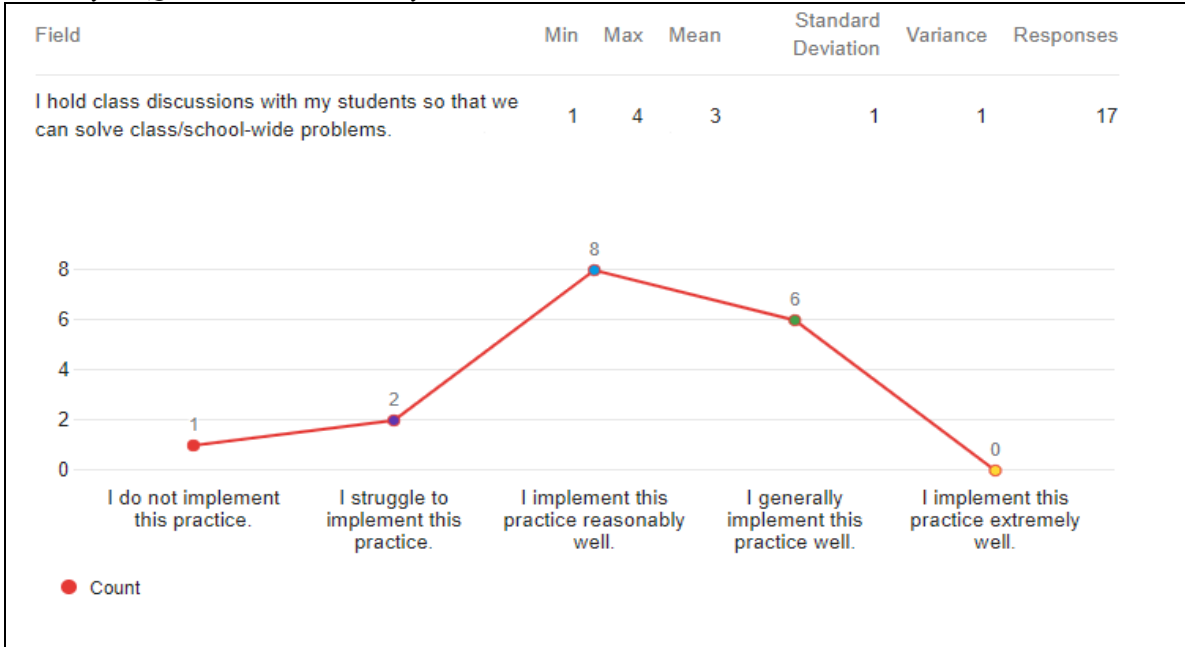 Field Min Max Mean Standard Deviation Variance Responses
I hold class discussions with my students so that we
can solve class/school-wide problems.
1 4 3 1 1 17
8
8
6
6
4
2
2
1
0
0
I do not implement
this practice.
I struggle to
implement this
practice.
I implement this
practice reasonably
well.
I generally
implement this
practice well.
I implement this
practice extremely
well.
Count